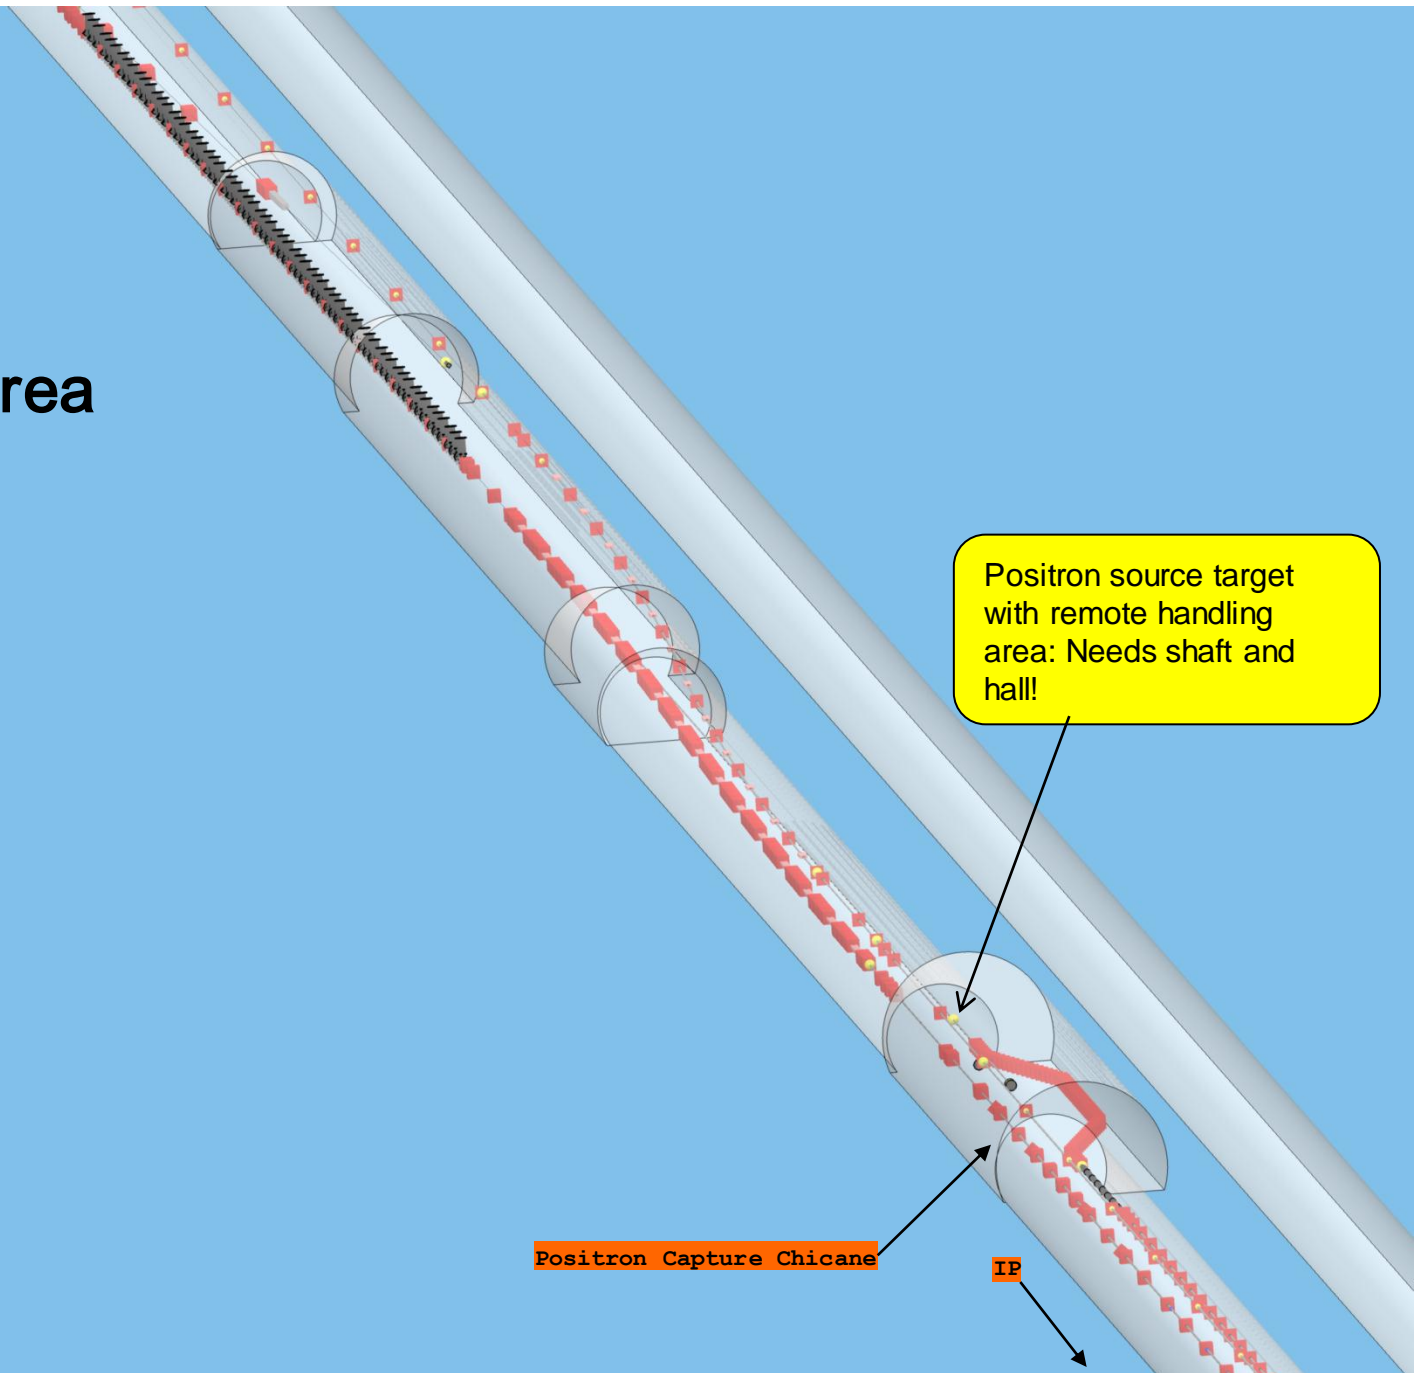 rea
Positron source target
with remote handling
area: Needs shaft and
hall!
Positron Capture Chicane
IP